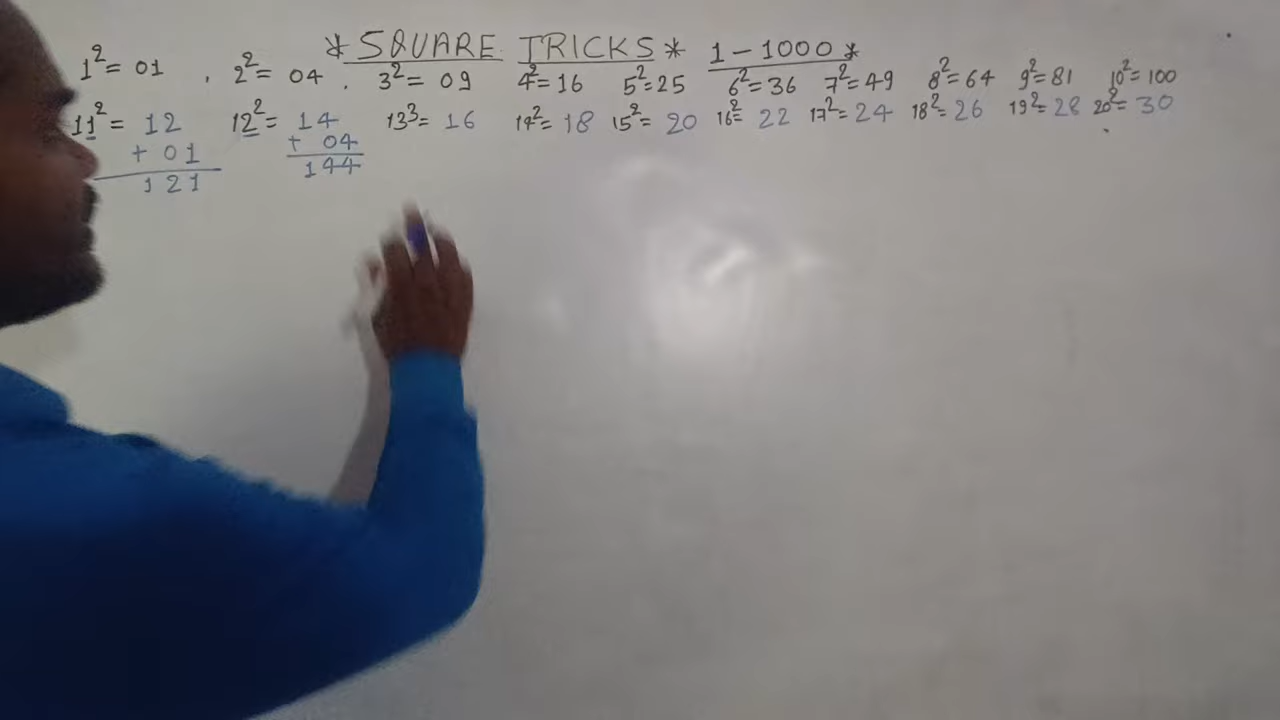 * SQUARE TRICKS * 1 - 1000 *
1² = 01 , 2² = 04 . 3² = 09 4² = 16 5² = 25 6² = 36 7² = 49 8² = 64 9² = 81 10² = 100
11² = 12 12² = 14 13³ = 16 14² = 18 15² = 20 16² = 22 17² = 24 18² = 26 19² = 28 20² = 30
+ 01 + 04
121 144